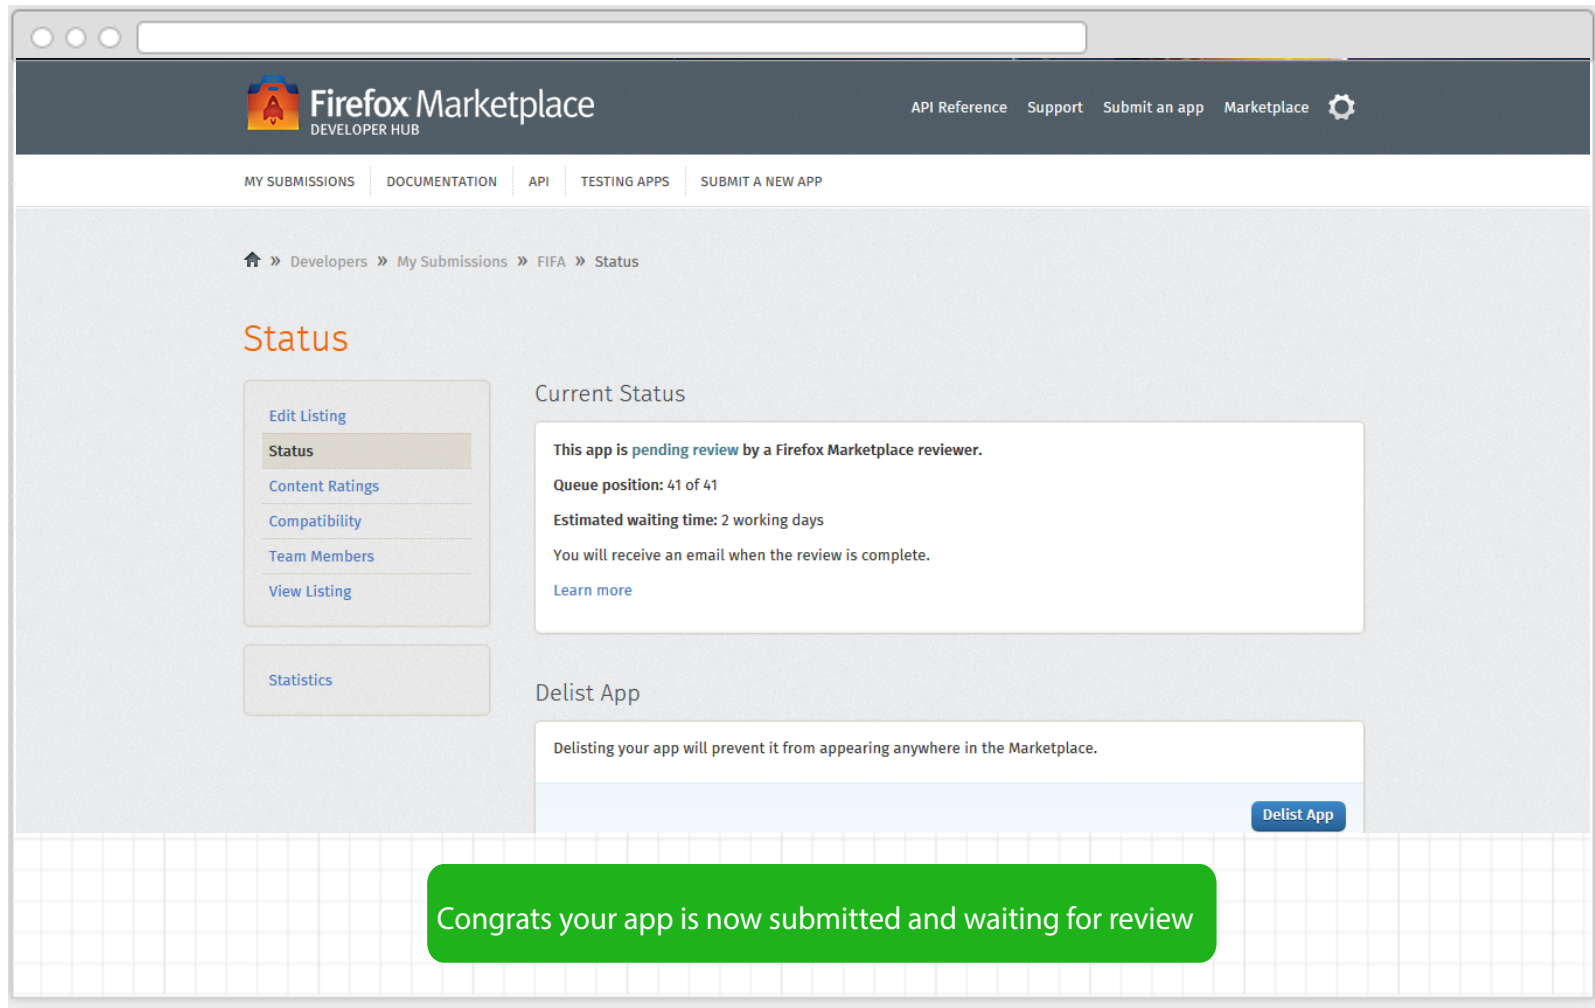 Firefox Marketplace
DEVELOPER HUB
API Reference Support Submit an app Marketplace
MY SUBMISSIONS DOCUMENTATION API TESTING APPS SUBMIT A NEW APP
» Developers » My Submissions » FIFA » Status
Status
Edit Listing
Status
Content Ratings
Compatibility
Team Members
View Listing
Statistics
Current Status
This app is pending review by a Firefox Marketplace reviewer.
Queue position: 41 of 41
Estimated waiting time: 2 working days
You will receive an email when the review is complete.
Learn more
Delist App
Delisting your app will prevent it from appearing anywhere in the Marketplace.
Delist App
Congrats your app is now submitted and waiting for review